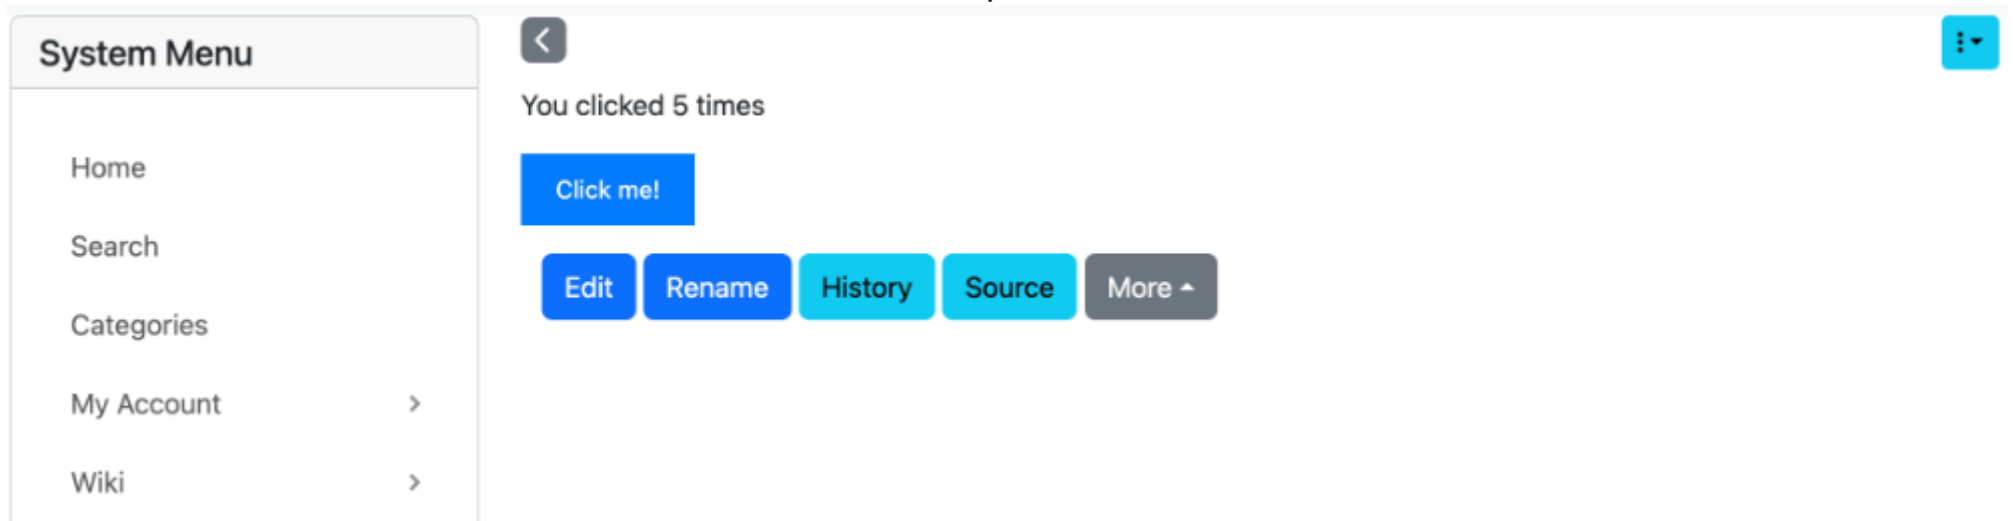 System Menu
Home
Search
Categories
My Account
Wiki
You clicked 5 times
Click me!
Edit Rename History Source More